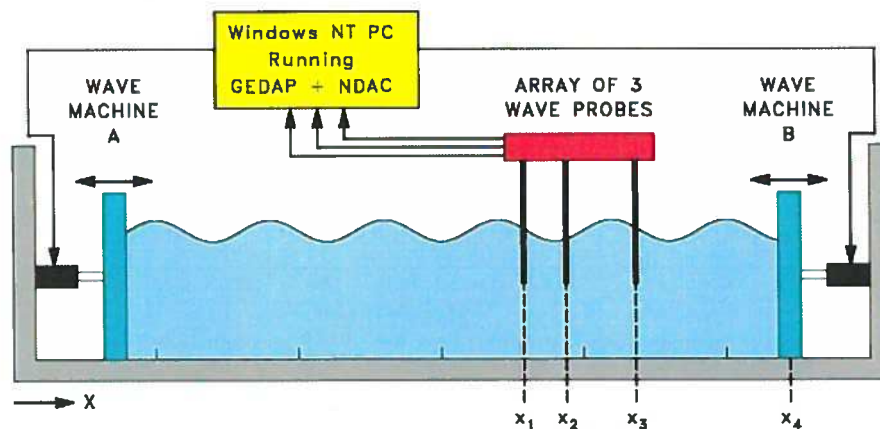 Windows NT PC
Running
GEDAP + NDAC
WAVE
MACHINE
A
ARRAY OF 3
WAVE PROBES
WAVE
MACHINE
B
X
x1
x2
x3
x4